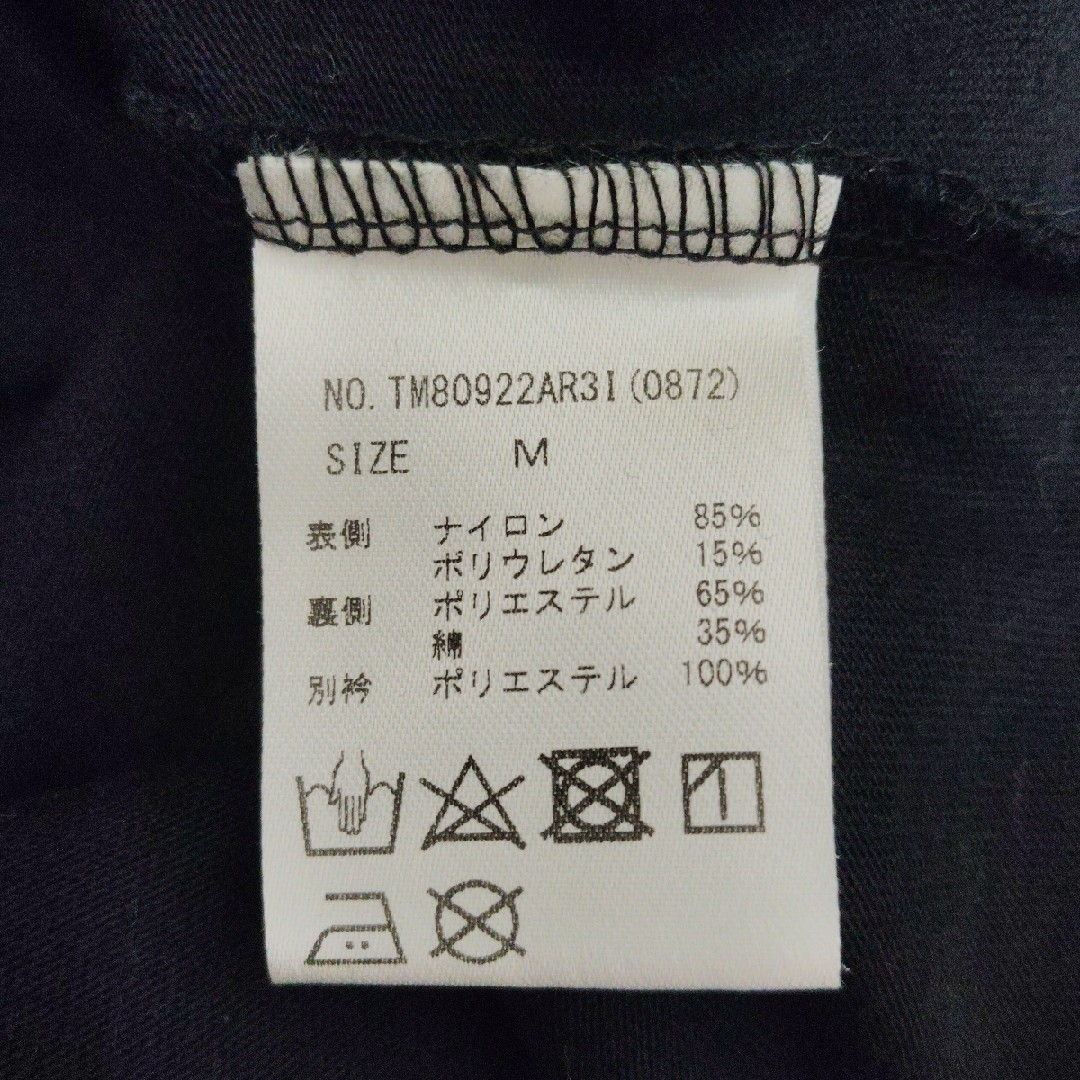 NO. TM80922AR3I(0872)
SIZE M
表側 ナイロン 85%
ポリウレタン 15%
裏側 ポリエステル 65%
綿 35%
別衿 ポリエステル 100%